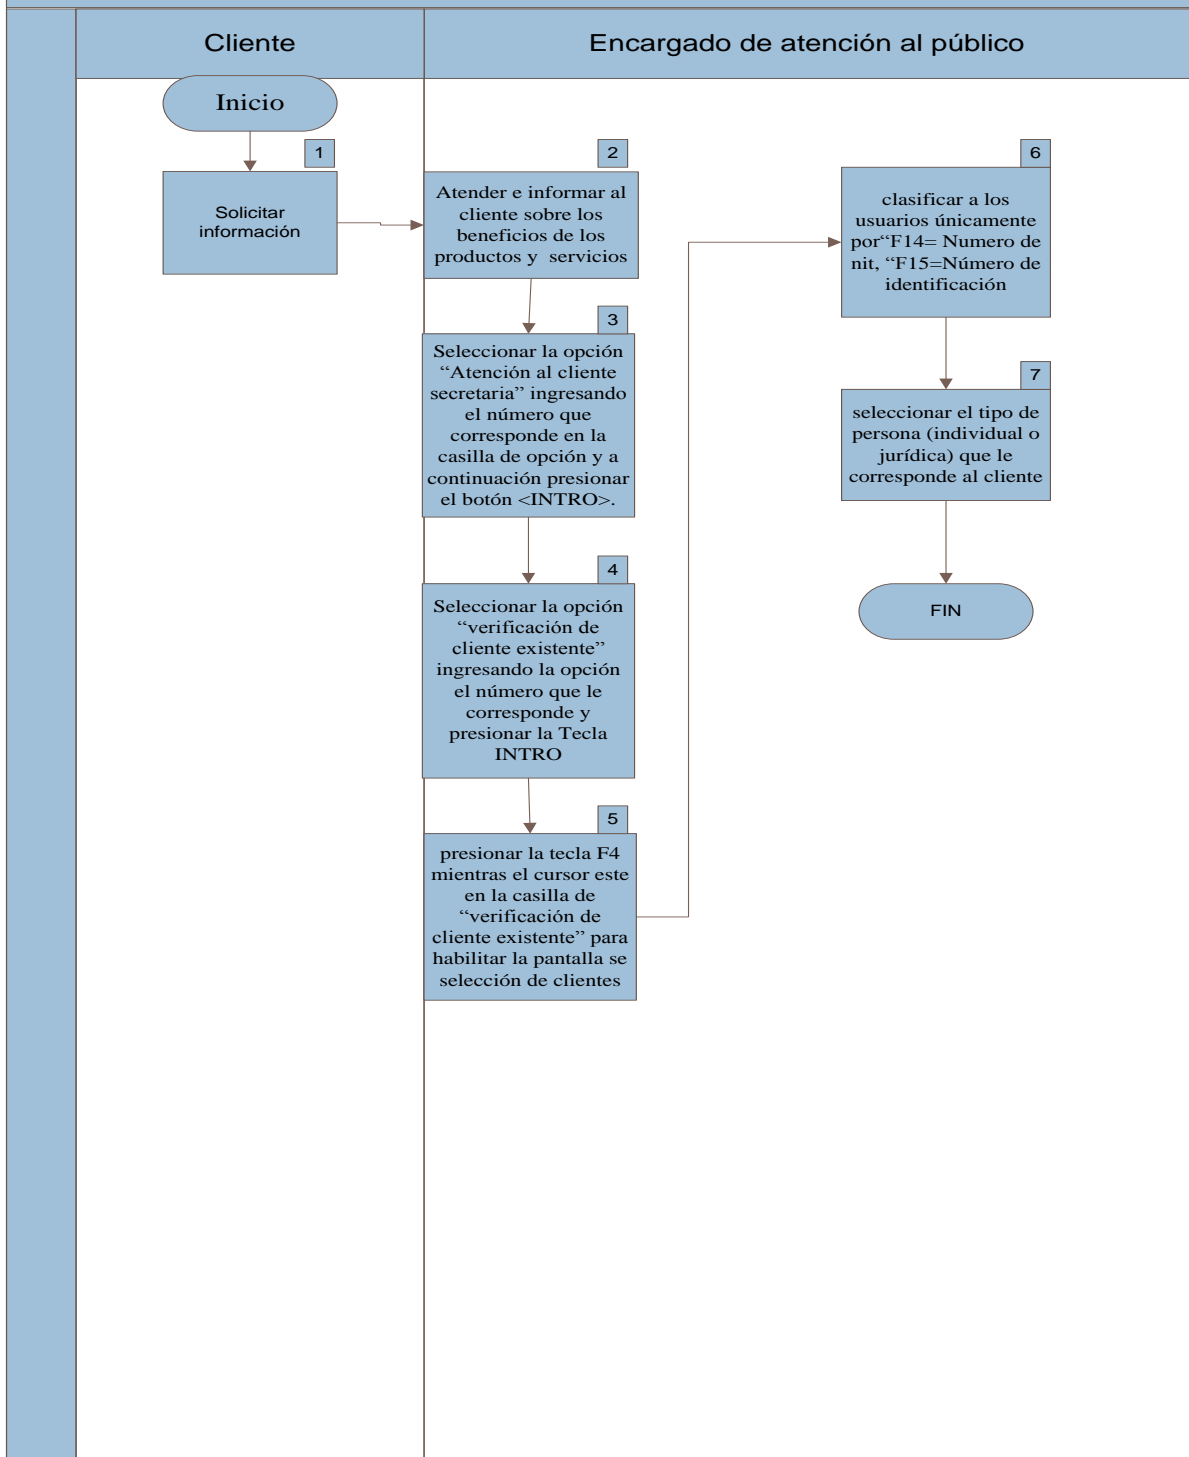 Cliente
Encargado de atención al público
Inicio
1
Solicitar
información
2
Atender e informar al
cliente sobre los
beneficios de los
productos y servicios
3
Seleccionar la opción
“Atención al cliente
secretaria” ingresando
el número que
corresponde en la
casilla de opción y a
continuación presionar
el botón <INTRO>.
4
Seleccionar la opción
“verificación de
cliente existente”
ingresando la opción
el número que le
corresponde y
presionar la Tecla
INTRO
5
presionar la tecla F4
mientras el cursor este
en la casilla de
“verificación de
cliente existente” para
habilitar la pantalla se
selección de clientes
6
clasificar a los
usuarios únicamente
por“F14= Numero de
nit, “F15=Número de
identificación
7
seleccionar el tipo de
persona (individual o
jurídica) que le
corresponde al cliente
FIN